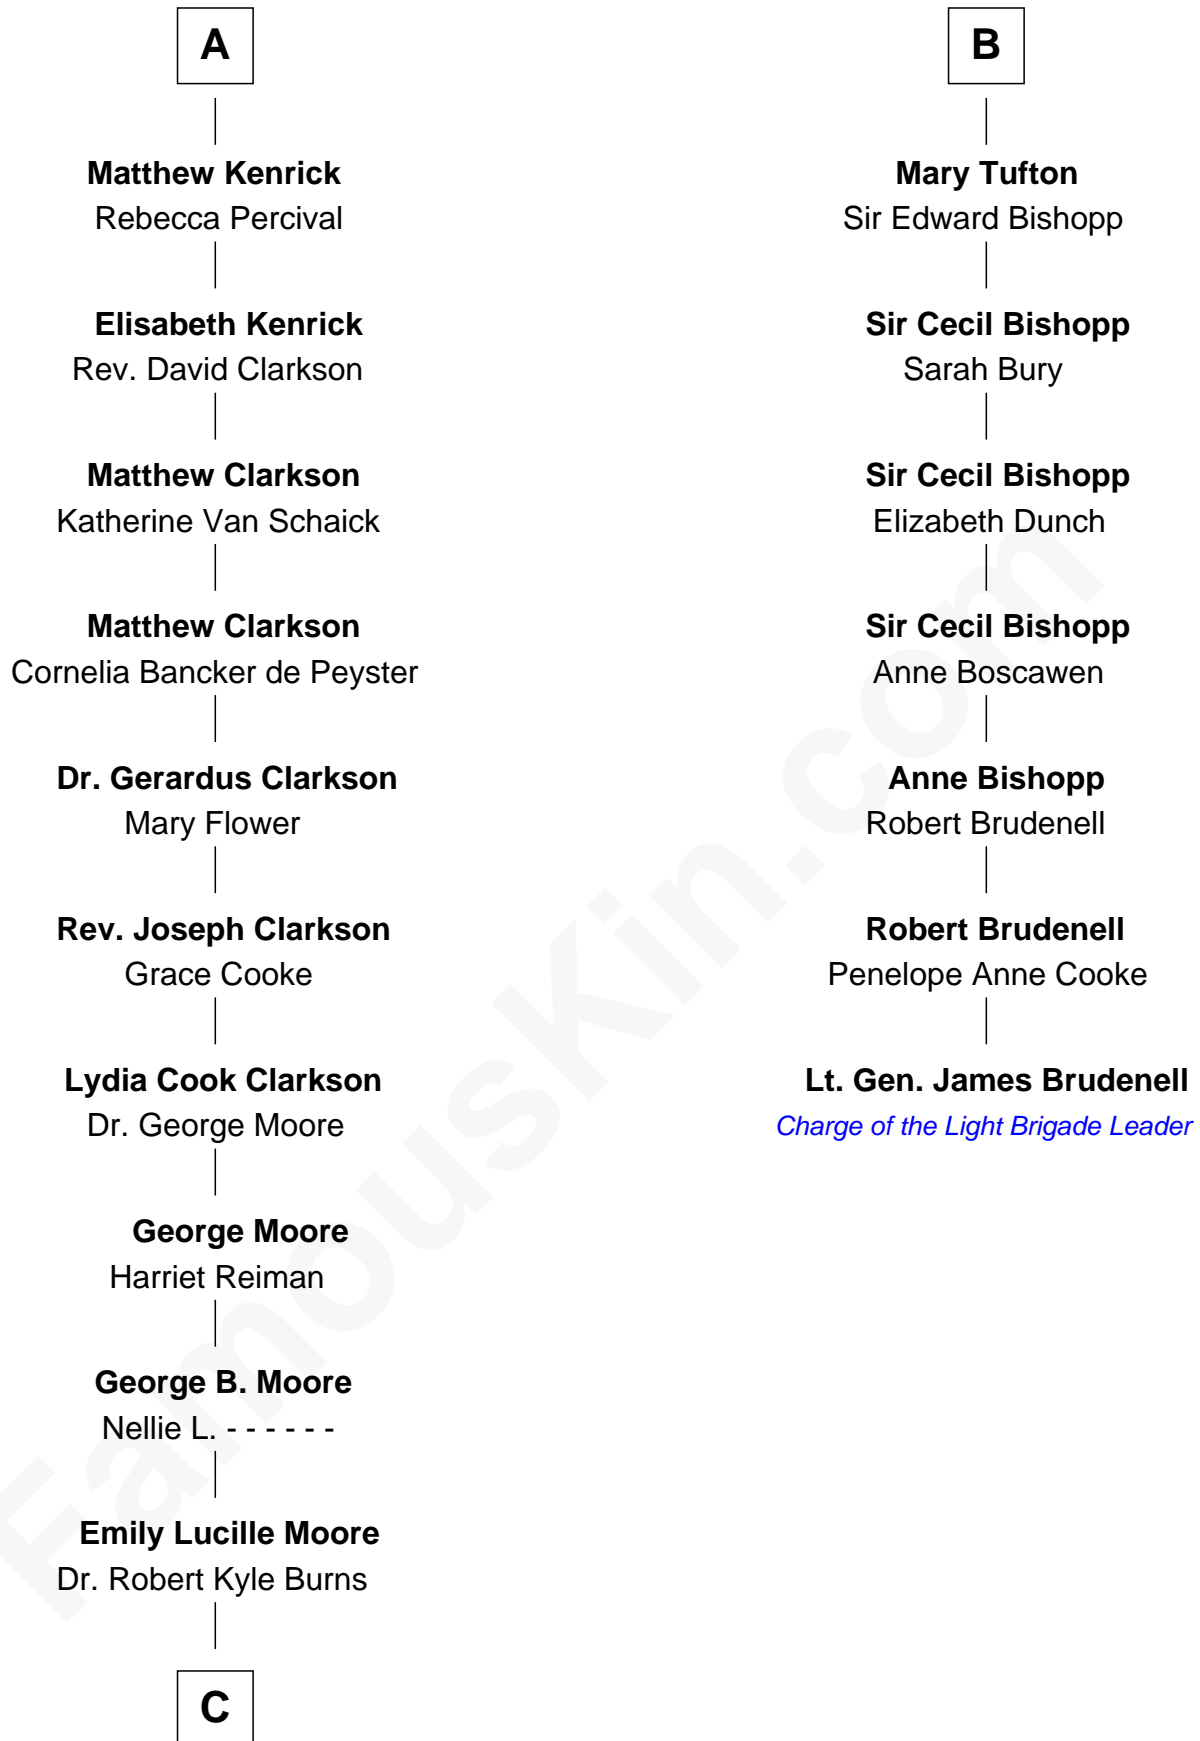 A
Matthew Kenrick
Rebecca Percival
Elisabeth Kenrick
Rev. David Clarkson
Matthew Clarkson
Katherine Van Schaick
Matthew Clarkson
Cornelia Bancker de Peyster
Dr. Gerardus Clarkson
Mary Flower
Rev. Joseph Clarkson
Grace Cooke
Lydia Cook Clarkson
Dr. George Moore
George Moore
Harriet Reiman
George B. Moore
Nellie L. - - - - - -
Emily Lucille Moore
Dr. Robert Kyle Burns
C
B
Mary Tufton
Sir Edward Bishopp
Sir Cecil Bishopp
Sarah Bury
Sir Cecil Bishopp
Elizabeth Dunch
Sir Cecil Bishopp
Anne Boscawen
Anne Bishopp
Robert Brudenell
Robert Brudenell
Penelope Anne Cooke
Lt. Gen. James Brudenell
Charge of the Light Brigade Leader
FamousKin.com